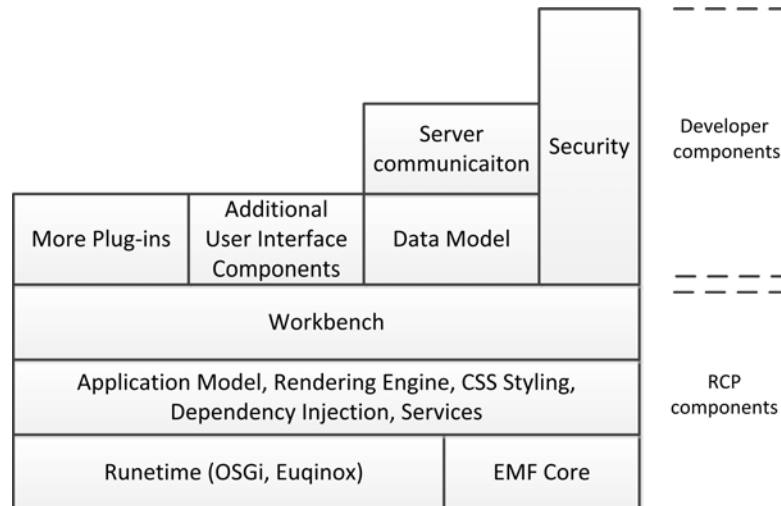 Server
communicaiton
Security
Developer
components
More Plug-ins
Additional
User Interface
Components
Data Model
Workbench
Application Model, Rendering Engine, CSS Styling,
Dependency Injection, Services
RCP
components
Runetime (OSGi, Euqinox)
EMF Core